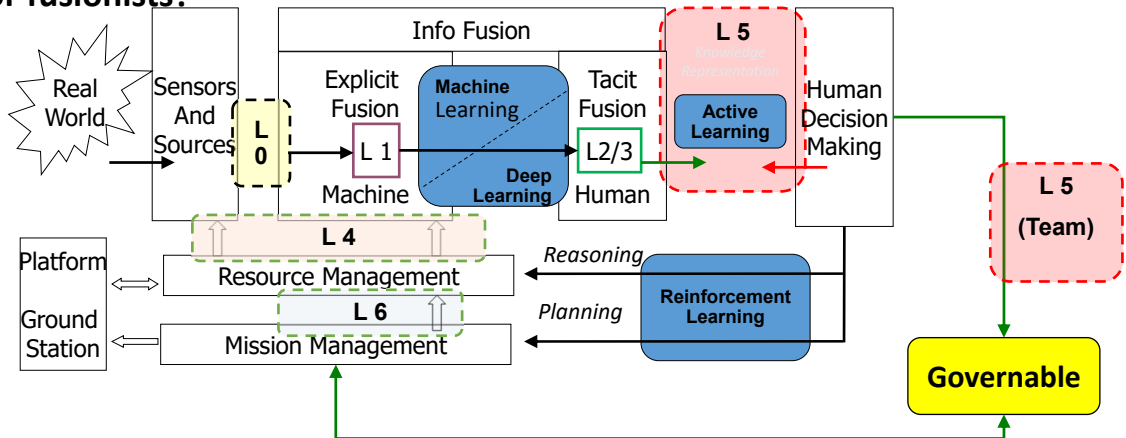 or fusionists?
Info Fusion
L 5
Knowledge
Representation
Real
World
Sensors
And
Sources
Explicit
Fusion
Machine
Learning
Tacit
Fusion
Active
Learning
Human
Decision
Making
L
0
L 1
L2/3
Deep
Learning
Machine
Human
L 5
(Team)
L 4
Platform
Ground
Station
Resource Management
Reasoning
Reinforcement
Learning
L 6
Planning
Mission Management
Governable